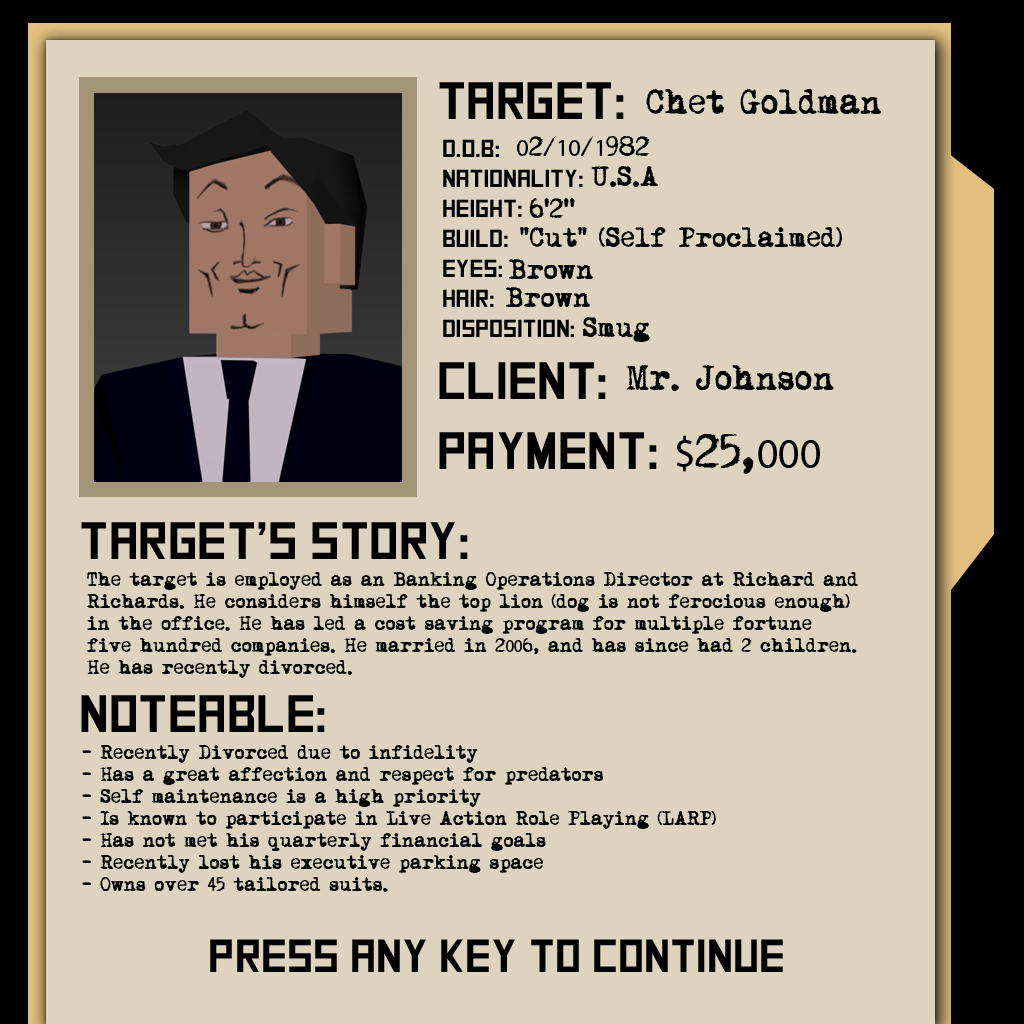 TARGET: Chet Goldman
D.O.B: 02/10/1982
NATIONALITY: U.S.A
HEIGHT: 6'2"
BUILD: "Cut" (Self Proclaimed)
EYES: Brown
HAIR: Brown
DISPOSITION: Smug
CLIENT: Mr. Johnson
PAYMENT: $25,000
TARGET'S STORY:
The target is employed as an Banking Operations Director at Richard and
Richards. He considers himself the top lion (dog is not ferocious enough)
in the office. He has led a cost saving program for multiple fortune
five hundred companies. He married in 2006, and has since had 2 children.
He has recently divorced.
NOTEABLE:
- Recently Divorced due to infidelity
- Has a great affection and respect for predators
- Self maintenance is a high priority
- Is known to participate in Live Action Role Playing (LARP)
- Has not met his quarterly financial goals
- Recently lost his executive parking space
- Owns over 45 tailored suits.
PRESS ANY KEY TO CONTINUE